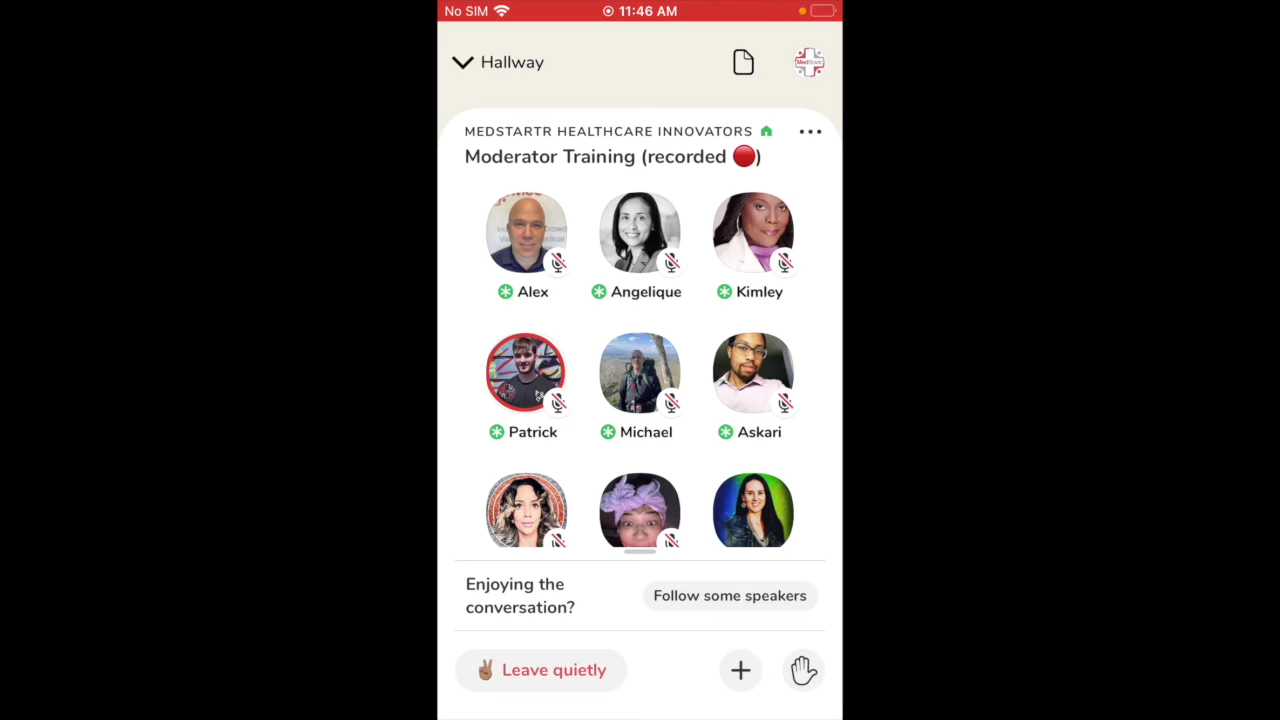 No SIM 11:46 AM
Hallway
MedStartr
MEDSTARTR HEALTHCARE INNOVATORS
Moderator Training (recorded 🔴)
Alex Angelique Kimley
Patrick Michael Askari
Enjoying the
conversation?
Follow some speakers
✌🏽 Leave quietly